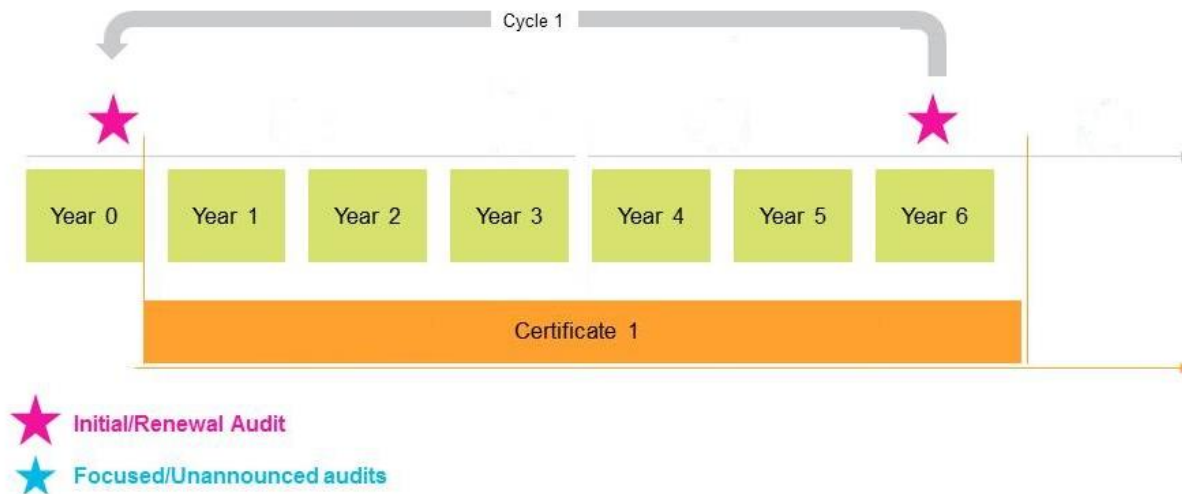 Cycle 1
Year 0 Year 1 Year 2 Year 3 Year 4 Year 5 Year 6
Certificate 1
Initial/Renewal Audit
Focused/Unannounced audits